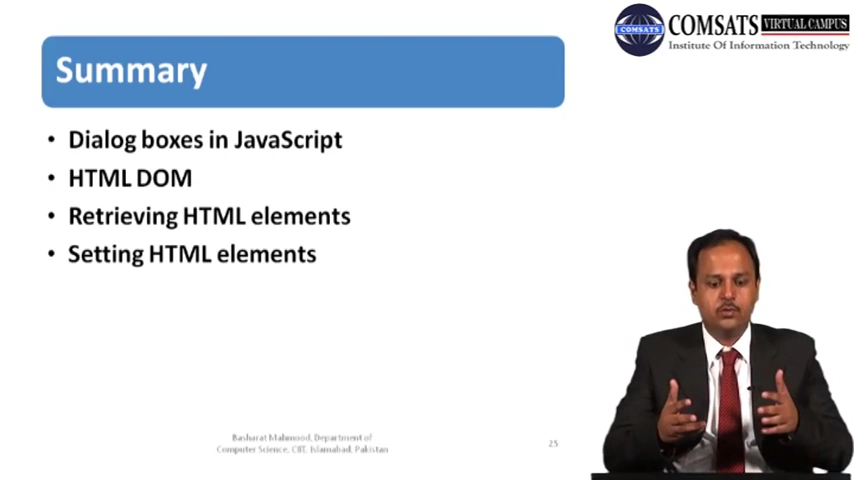 COMSATS
COMSATS VIRTUAL CAMPUS
Institute Of Information Technology
Summary
• Dialog boxes in JavaScript
• HTML DOM
• Retrieving HTML elements
• Setting HTML elements
Basharat Mahmood, Department of
Computer Science, CIIT, Islamabad, Pakistan
25